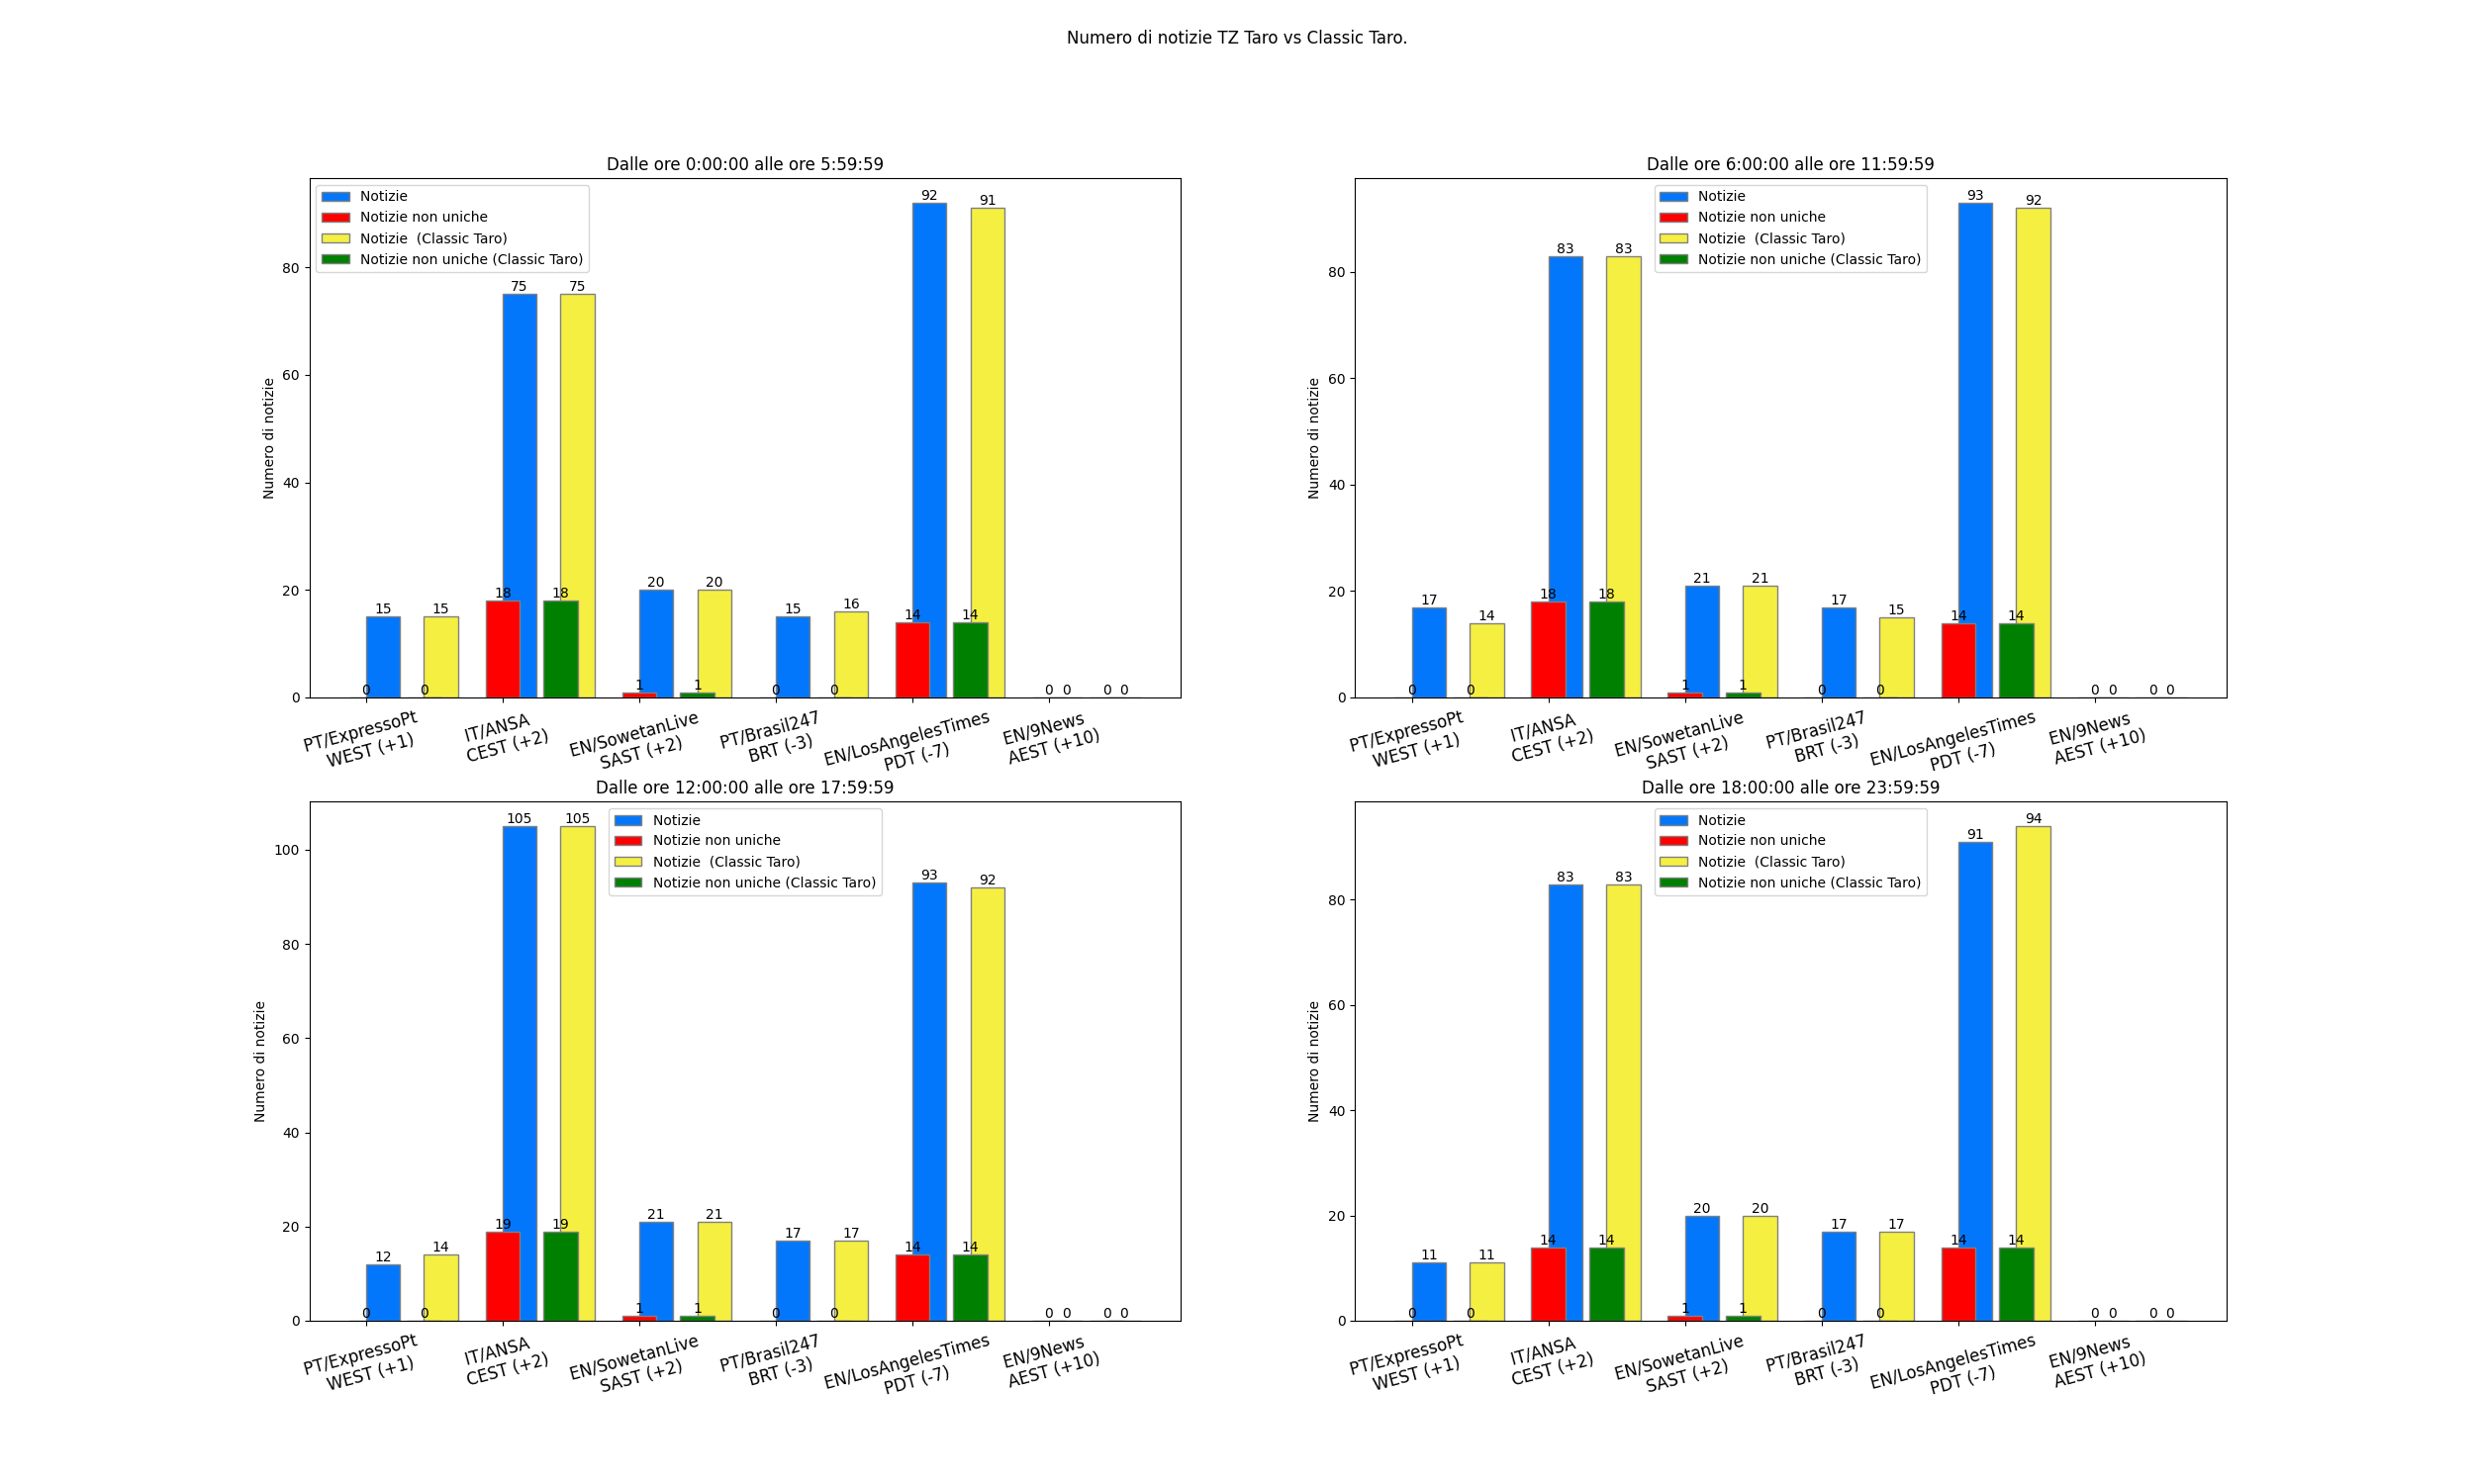 Numero di notizie TZ Taro vs Classic Taro.
Dalle ore 0:00:00 alle ore 5:59:59
Notizie
Notizie non uniche
Notizie  (Classic Taro)
Notizie non uniche (Classic Taro)
Numero di notizie
80
60
40
20
0
92 91
75 75
18 18
20 20
15 15
15 16
14 14
0 0 1 1 0 0 0 0 0 0
PT/ExpressoPt
WEST (+1)
IT/ANSA
CEST (+2)
EN/SowetanLive
SAST (+2)
PT/Brasil247
BRT (-3)
EN/LosAngelesTimes
PDT (-7)
EN/9News
AEST (+10)
Dalle ore 6:00:00 alle ore 11:59:59
Notizie
Notizie non uniche
Notizie  (Classic Taro)
Notizie non uniche (Classic Taro)
Numero di notizie
80
60
40
20
0
93 92
83 83
18 18
21 21
17 14
17 15
14 14
0 0 1 1 0 0 0 0 0 0
PT/ExpressoPt
WEST (+1)
IT/ANSA
CEST (+2)
EN/SowetanLive
SAST (+2)
PT/Brasil247
BRT (-3)
EN/LosAngelesTimes
PDT (-7)
EN/9News
AEST (+10)
Dalle ore 12:00:00 alle ore 17:59:59
Notizie
Notizie non uniche
Notizie  (Classic Taro)
Notizie non uniche (Classic Taro)
Numero di notizie
100
80
60
40
20
0
105 105
93 92
19 19
21 21
12 14
17 17
14 14
0 0 1 1 0 0 0 0 0 0
PT/ExpressoPt
WEST (+1)
IT/ANSA
CEST (+2)
EN/SowetanLive
SAST (+2)
PT/Brasil247
BRT (-3)
EN/LosAngelesTimes
PDT (-7)
EN/9News
AEST (+10)
Dalle ore 18:00:00 alle ore 23:59:59
Notizie
Notizie non uniche
Notizie  (Classic Taro)
Notizie non uniche (Classic Taro)
Numero di notizie
80
60
40
20
0
91 94
83 83
14 14
20 20
11 11
17 17
14 14
0 0 1 1 0 0 0 0 0 0
PT/ExpressoPt
WEST (+1)
IT/ANSA
CEST (+2)
EN/SowetanLive
SAST (+2)
PT/Brasil247
BRT (-3)
EN/LosAngelesTimes
PDT (-7)
EN/9News
AEST (+10)